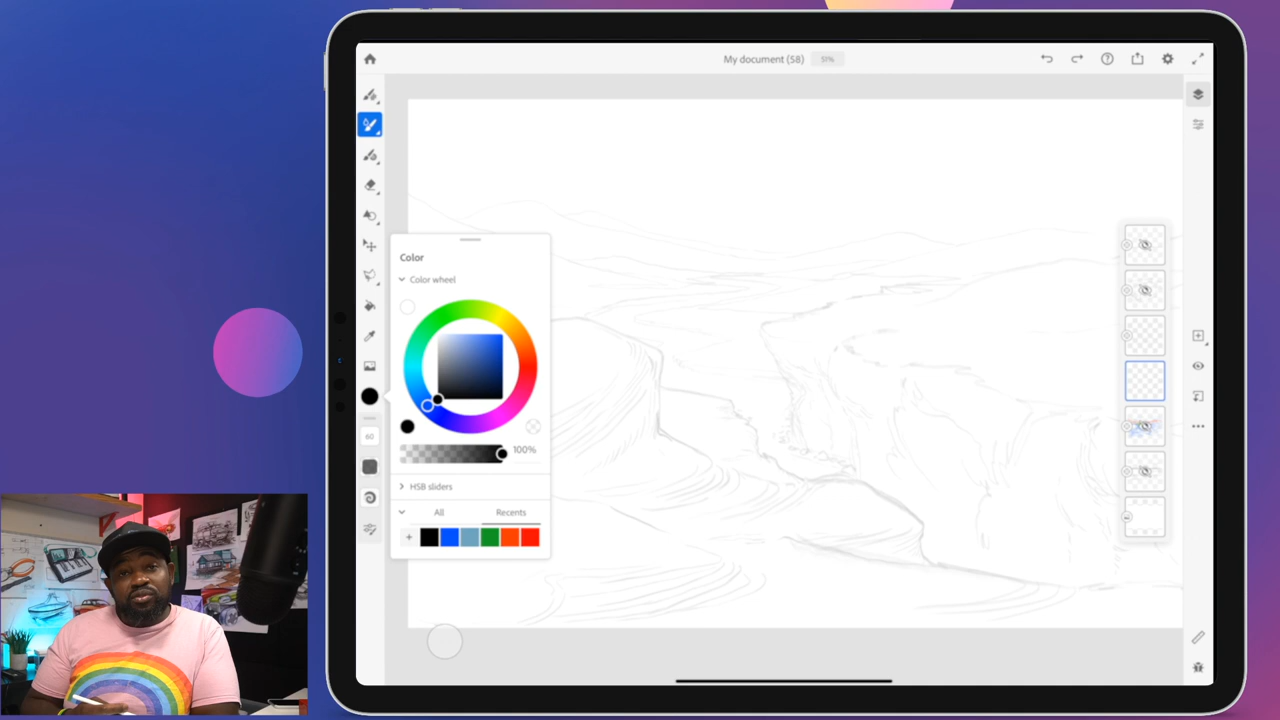 My document (58) 51%
Color
Color wheel
60
100%
HSB sliders
All Recents